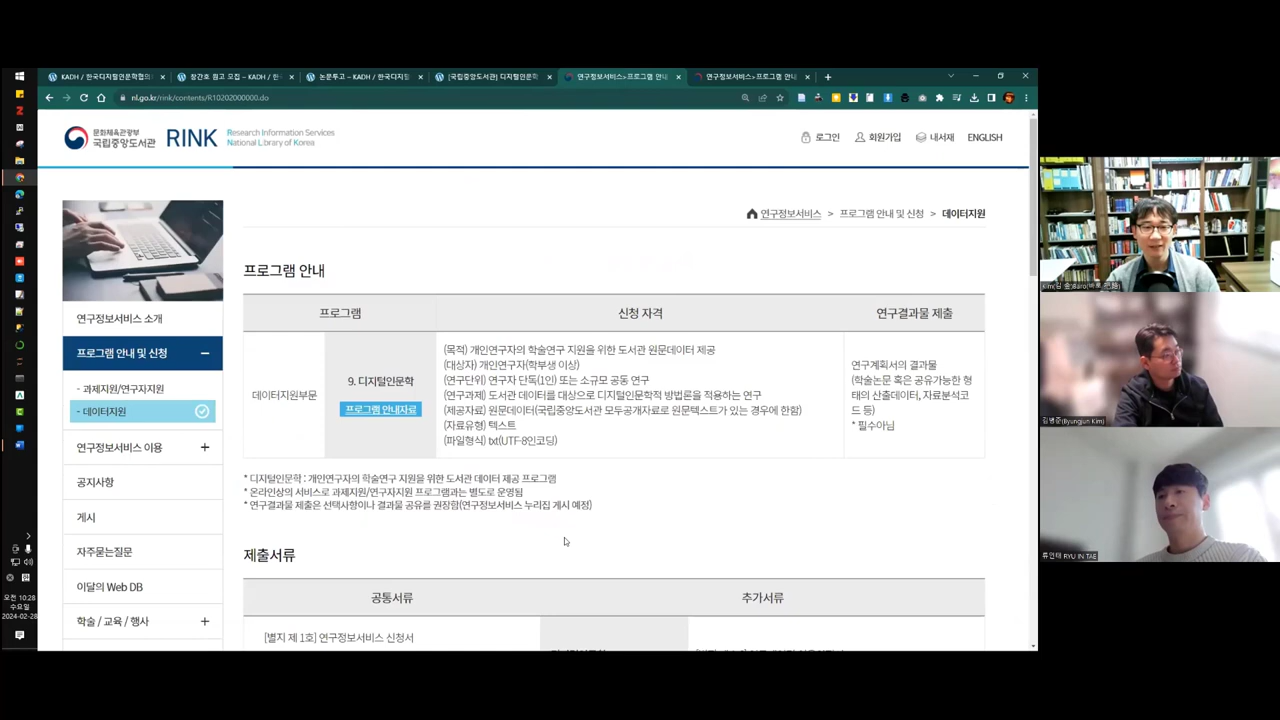 KADH / 한국디지털인문학협의
창간호 원고 모집 – KADH / 한국
논문투고 – KADH / 한국디지털
[국립중앙도서관] 디지털인문학
연구정보서비스>프로그램 안내
연구정보서비스>프로그램 안내
nl.go.kr/rink/contents/R10202000000.do
문화체육관광부
국립중앙도서관
RINK
Research Information Services
National Library of Korea
로그인
회원가입
내서재
ENGLISH
연구정보서비스 > 프로그램 안내 및 신청 > 데이터지원
연구정보서비스 소개
프로그램 안내 및 신청
- 과제지원/연구자지원
- 데이터지원
연구정보서비스 이용
공지사항
게시
자주묻는질문
이달의 Web DB
학술 / 교육 / 행사
프로그램 안내
프로그램
신청 자격
연구결과물 제출
데이터지원부문
9. 디지털인문학
프로그램 안내자료
(목적) 개인연구자의 학술연구 지원을 위한 도서관 원문데이터 제공
(대상자) 개인연구자(학부생 이상)
(연구단위) 연구자 단독(1인) 또는 소규모 공동 연구
(연구과제) 도서관 데이터를 대상으로 디지털인문학적 방법론을 적용하는 연구
(제공자료) 원문데이터(국립중앙도서관 모두공개자료로 원문텍스트가 있는 경우에 한함)
(자료유형) 텍스트
(파일형식) txt(UTF-8인코딩)
연구계획서의 결과물
(학술논문 혹은 공유가능한 형
태의 산출데이터, 자료분석코
드 등)
* 필수아님
* 디지털인문학 : 개인연구자의 학술연구 지원을 위한 도서관 데이터 제공 프로그램
* 온라인상의 서비스로 과제지원/연구자지원 프로그램과는 별도로 운영됨
* 연구결과물 제출은 선택사항이나 결과물 공유를 권장함(연구정보서비스 누리집 게시 예정)
제출서류
공통서류
추가서류
[별지 제 1호] 연구정보서비스 신청서
오전 10:28
수요일
2024-02-28
Kim(김 金)Baro(바로 把路)
김병준(Byungjun Kim)
류인태 RYU IN TAE